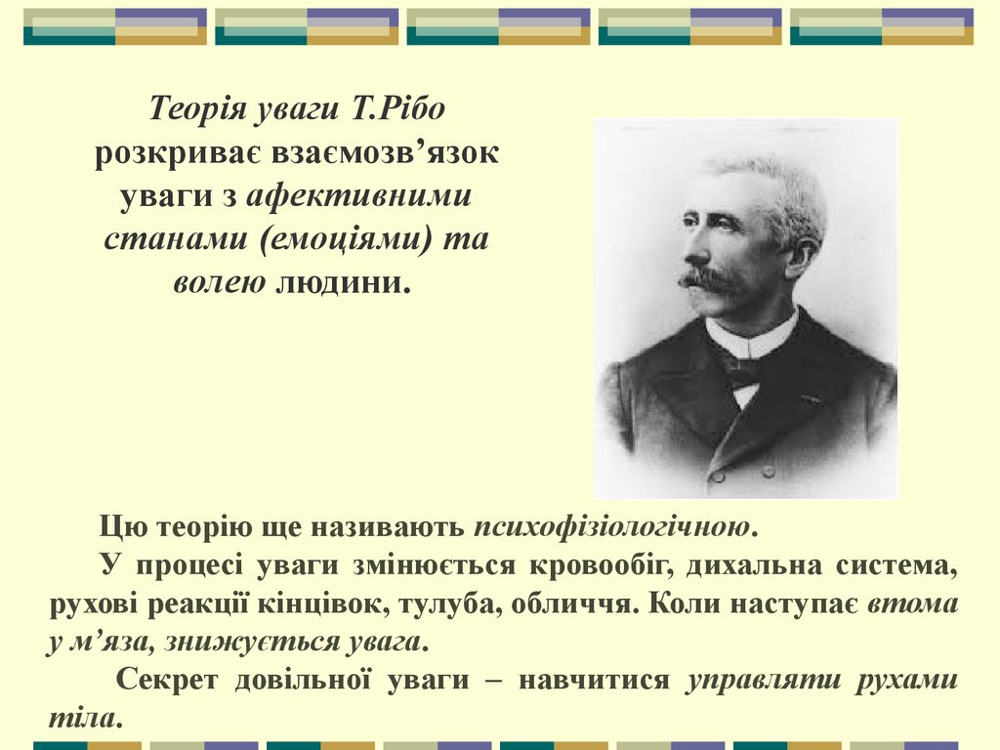 Теорія уваги Т.Рібо
розкриває взаємозв’язок
уваги з афективними
станами (емоціями) та
волею людини.
Цю теорію ще називають психофізіологічною.
У процесі уваги змінюється кровообіг, дихальна система,
рухові реакції кінцівок, тулуба, обличчя. Коли наступає втома
у м’яза, знижується увага.
Секрет довільної уваги – навчитися управляти рухами
тіла.